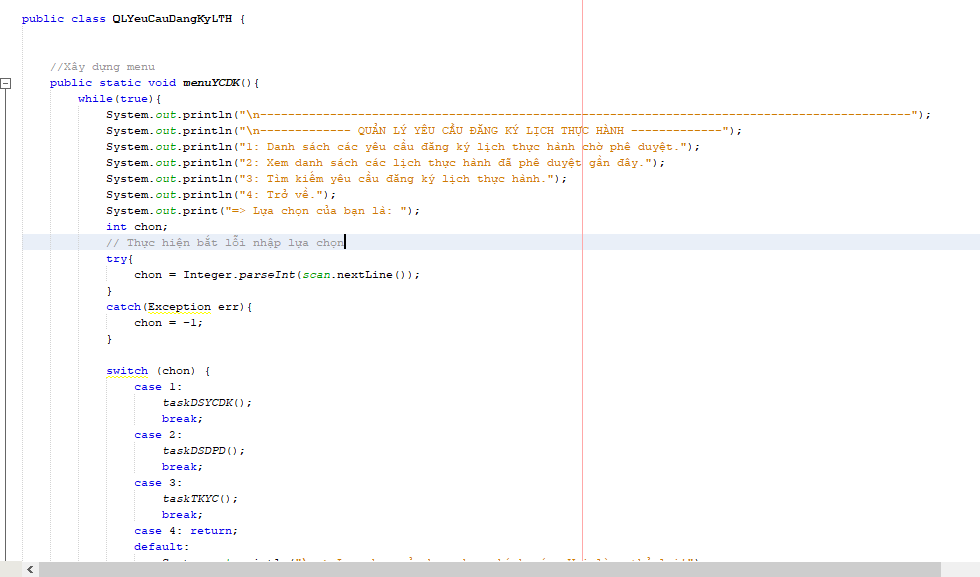 public class QLYeuCauDangKyLTH {
//Xây dựng menu
public static void menuYCDK(){
while(true){
System.out.println("\n---------------------------------------------------------------------------------------------");
System.out.println("\n------------- QUẢN LÝ YÊU CẦU ĐĂNG KÝ LỊCH THỰC HÀNH -------------");
System.out.println("1: Danh sách các yêu cầu đăng ký lịch thực hành chờ phê duyệt.");
System.out.println("2: Xem danh sách các lịch thực hành đã phê duyệt gần đây.");
System.out.println("3: Tìm kiếm yêu cầu đăng ký lịch thực hành.");
System.out.println("4: Trở về.");
System.out.print("=> Lựa chọn của bạn là: ");
int chon;
// Thực hiện bắt lỗi nhập lựa chọn
try{
chon = Integer.parseInt(scan.nextLine());
}
catch(Exception err){
chon = -1;
}
switch (chon) {
case 1:
taskDSYCDK();
break;
case 2:
taskDSDPD();
break;
case 3:
taskTKYC();
break;
case 4: return;
default: